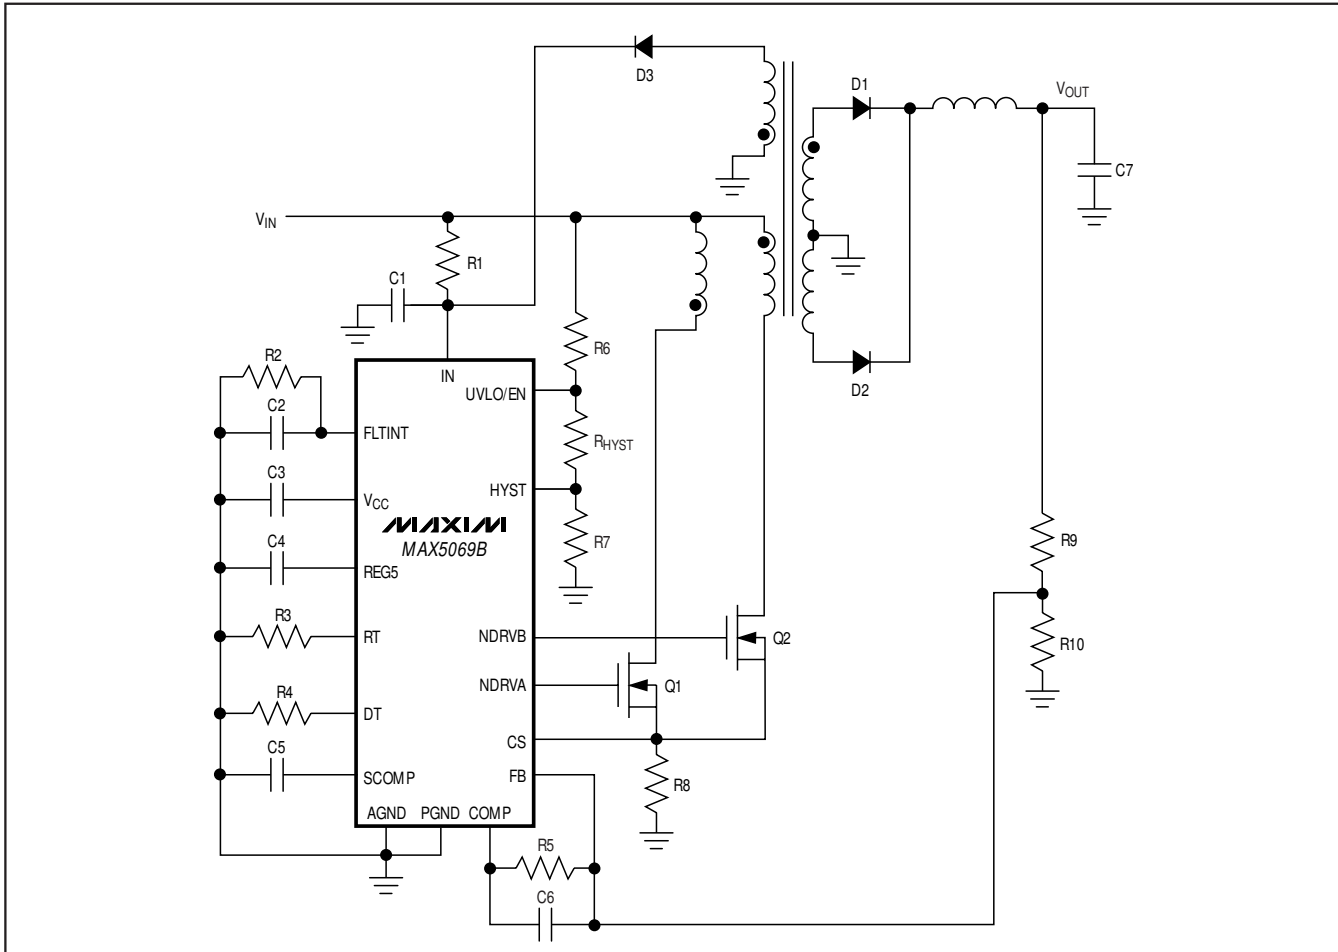 D3
D1
VOUT
C7
VIN
R1
C1
R2
IN
R6
D2
UVLO/EN
C2
FLTINT
RHYST
C3
VCC
HYST
MAXIM
MAX5069B
R7
C4
REG5
R9
R3
RT
NDRVB
Q2
R10
NDRVA
Q1
R4
DT
CS
C5
SCOMP
FB
R8
AGND PGND COMP
R5
C6